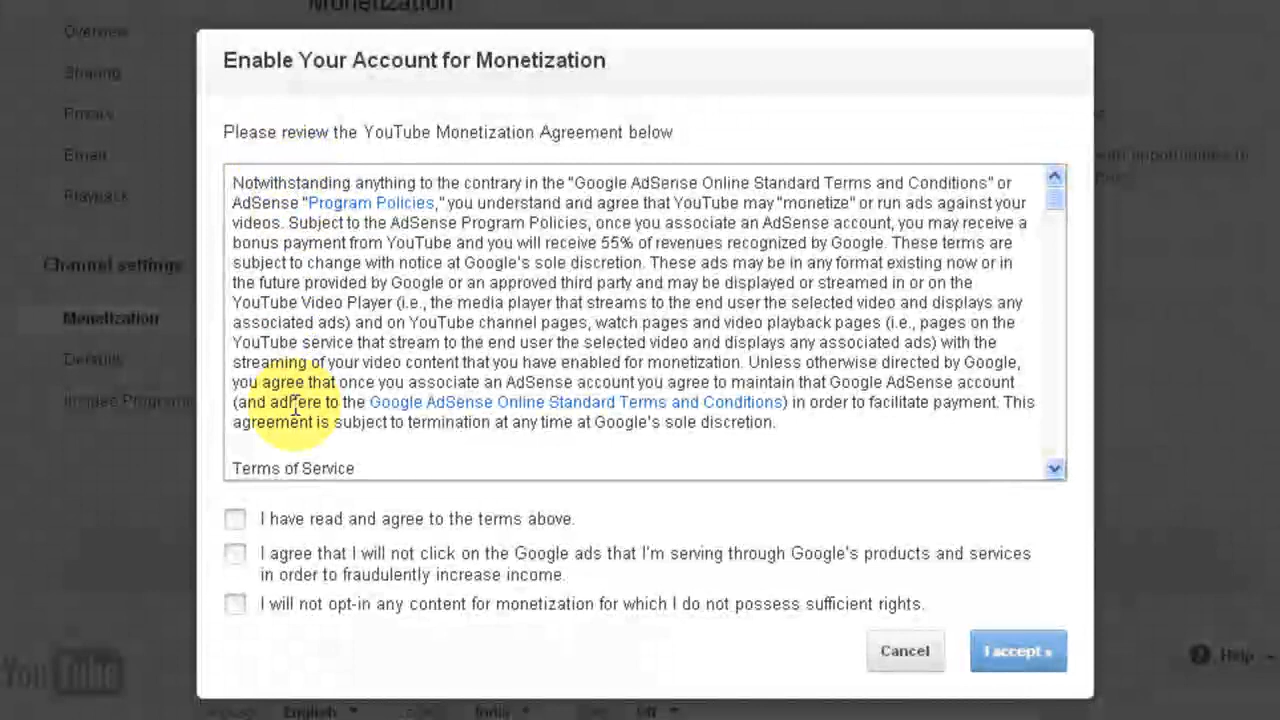 Monetization
Overview
Sharing
Privacy
Email
Playback
Channel settings
Monetization
Defaults
with opportunities to
Enable Your Account for Monetization
Please review the YouTube Monetization Agreement below
Notwithstanding anything to the contrary in the "Google AdSense Online Standard Terms and Conditions" or
AdSense "Program Policies," you understand and agree that YouTube may "monetize" or run ads against your
videos. Subject to the AdSense Program Policies, once you associate an AdSense account, you may receive a
bonus payment from YouTube and you will receive 55% of revenues recognized by Google. These terms are
subject to change with notice at Google's sole discretion. These ads may be in any format existing now or in
the future provided by Google or an approved third party and may be displayed or streamed in or on the
YouTube Video Player (i.e., the media player that streams to the end user the selected video and displays any
associated ads) and on YouTube channel pages, watch pages and video playback pages (i.e., pages on the
YouTube service that stream to the end user the selected video and displays any associated ads) with the
streaming of your video content that you have enabled for monetization. Unless otherwise directed by Google,
you agree that once you associate an AdSense account you agree to maintain that Google AdSense account
(and adhere to the Google AdSense Online Standard Terms and Conditions) in order to facilitate payment. This
agreement is subject to termination at any time at Google's sole discretion.
Terms of Service
I have read and agree to the terms above.
I agree that I will not click on the Google ads that I'm serving through Google's products and services
in order to fraudulently increase income.
I will not opt-in any content for monetization for which I do not possess sufficient rights.
Cancel
I accept »
YouTube
Help
English
India
Off